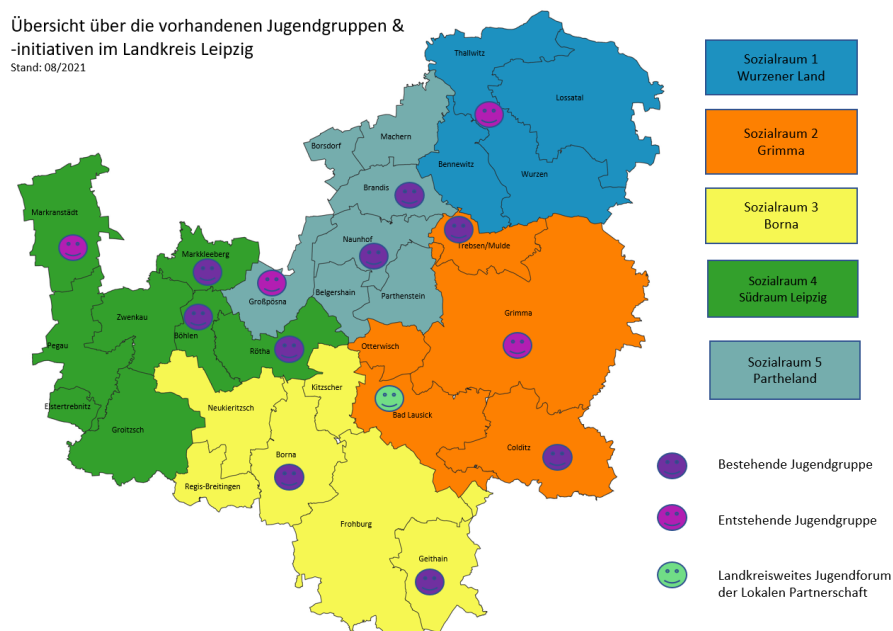 Übersicht über die vorhandenen Jugendgruppen &
-initiativen im Landkreis Leipzig
Stand: 08/2021
Thallwitz
Lossatal
Machern
Borsdorf
Bennewitz
Wurzen
Brandis
Markranstädt
Naunhof
Trebsen/Mulde
Markkleeberg
Großpösna
Belgershain
Parthenstein
Grimma
Zwenkau
Böhlen
Pegau
Rötha
Otterwisch
Kitzscher
Elstertrebnitz
Neukieritzsch
Bad Lausick
Groitzsch
Colditz
Borna
Regis-Breitingen
Frohburg
Geithain
Sozialraum 1
Wurzener Land
Sozialraum 2
Grimma
Sozialraum 3
Borna
Sozialraum 4
Südraum Leipzig
Sozialraum 5
Partheland
Bestehende Jugendgruppe
Entstehende Jugendgruppe
Landkreisweites Jugendforum
der Lokalen Partnerschaft